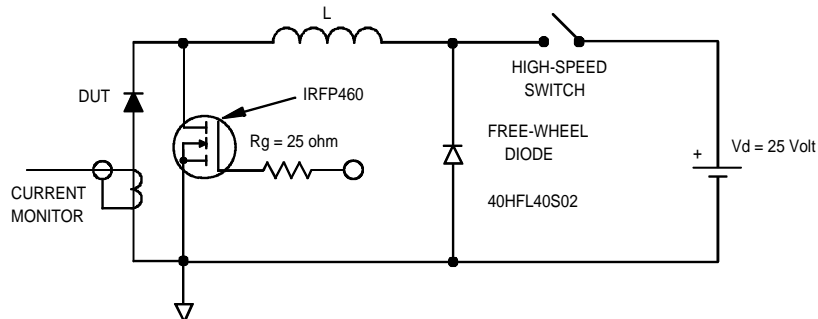 L
HIGH-SPEED
SWITCH
DUT
IRFP460
Rg = 25 ohm
FREE-WHEEL
DIODE
Vd = 25 Volt
+
40HFL40S02
CURRENT
MONITOR